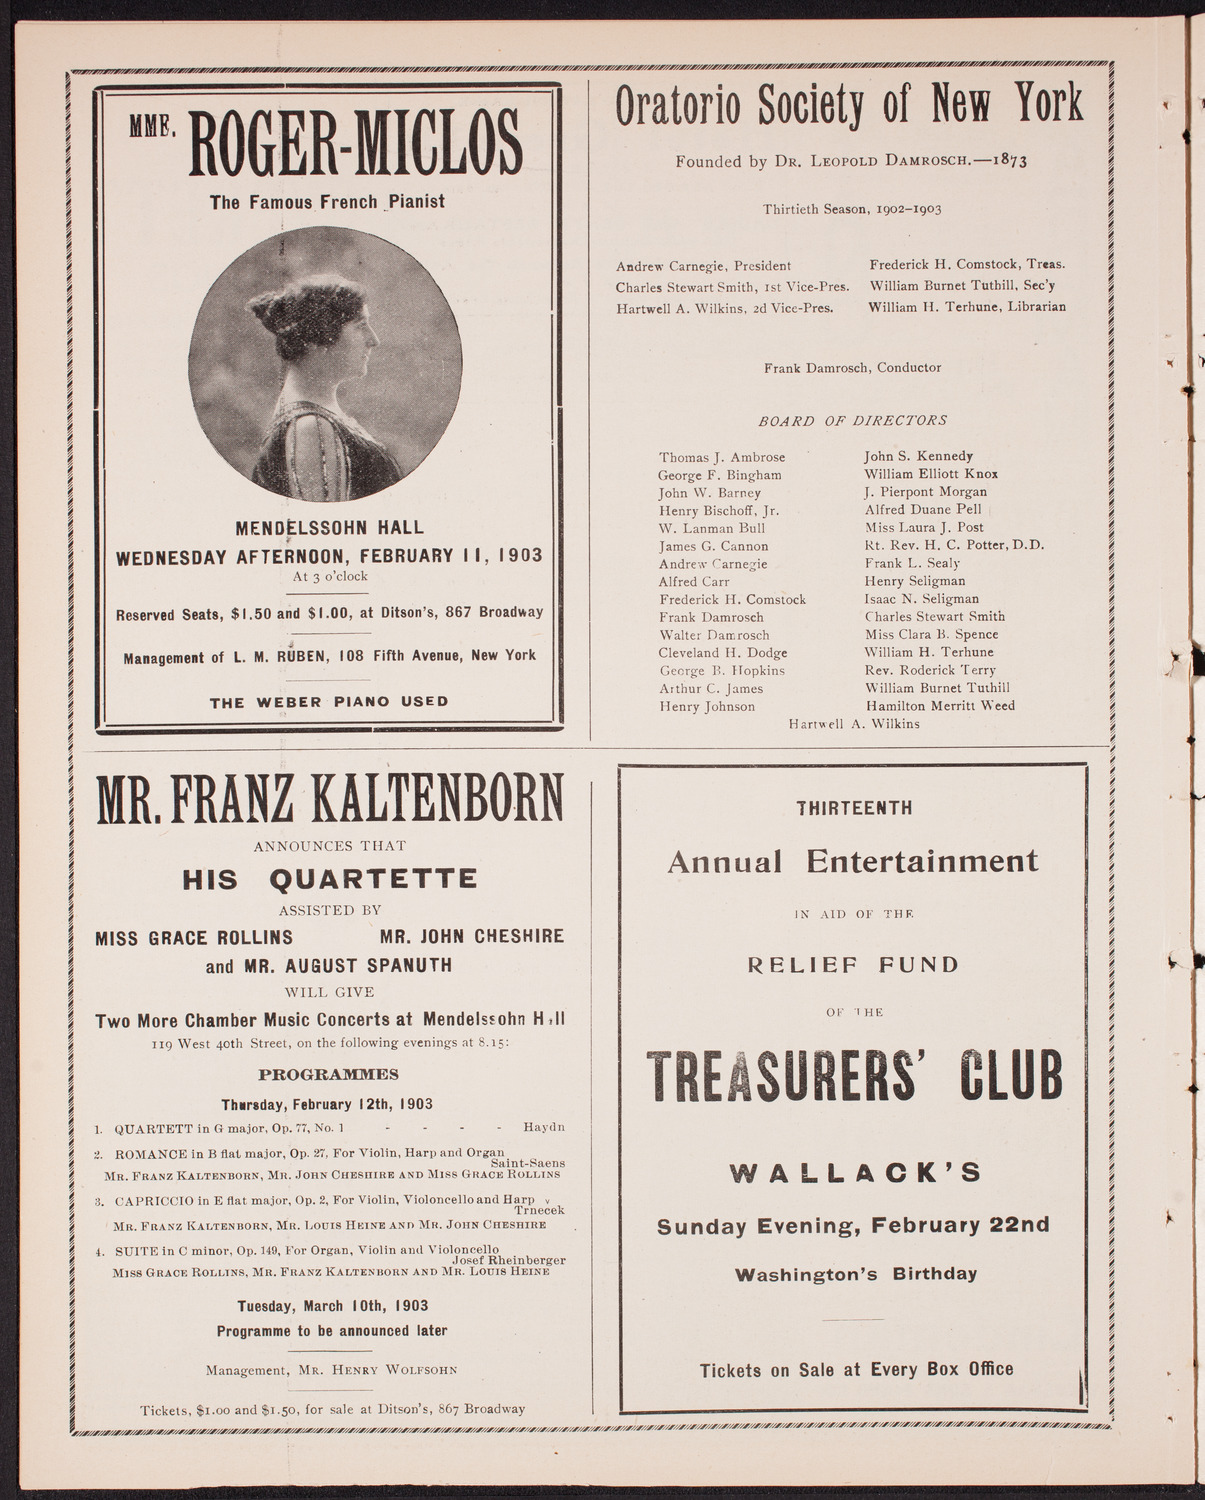 MME. ROGER-MICLOS
The Famous French Pianist
MENDELSSOHN HALL
WEDNESDAY AFTERNOON, FEBRUARY 11, 1903
At 3 o'clock
Reserved Seats, $1.50 and $1.00, at Ditson's, 867 Broadway
Management of L. M. RUBEN, 108 Fifth Avenue, New York
THE WEBER PIANO USED
Oratorio Society of New York
Founded by DR. LEOPOLD DAMROSCH.—1873
Thirtieth Season, 1902-1903
Andrew Carnegie, President
Charles Stewart Smith, 1st Vice-Pres.
Hartwell A. Wilkins, 2d Vice-Pres.
Frederick H. Comstock, Treas.
William Burnet Tuthill, Sec'y
William H. Terhune, Librarian
Frank Damrosch, Conductor
BOARD OF DIRECTORS
Thomas J. Ambrose
George F. Bingham
John W. Barney
Henry Bischoff, Jr.
W. Lanman Bull
James G. Cannon
Andrew Carnegie
Alfred Carr
Frederick H. Comstock
Frank Damrosch
Walter Damrosch
Cleveland H. Dodge
George B. Hopkins
Arthur C. James
Henry Johnson
John S. Kennedy
William Elliott Knox
J. Pierpont Morgan
Alfred Duane Pell
Miss Laura J. Post
Rt. Rev. H. C. Potter, D.D.
Frank L. Sealy
Henry Seligman
Isaac N. Seligman
Charles Stewart Smith
Miss Clara B. Spence
William H. Terhune
Rev. Roderick Terry
William Burnet Tuthill
Hamilton Merritt Weed
Hartwell A. Wilkins
MR. FRANZ KALTENBORN
ANNOUNCES THAT
HIS QUARTETTE
ASSISTED BY
MISS GRACE ROLLINS MR. JOHN CHESHIRE
and MR. AUGUST SPANUTH
WILL GIVE
Two More Chamber Music Concerts at Mendelssohn Hall
119 West 40th Street, on the following evenings at 8.15:
PROGRAMMES
Thursday, February 12th, 1903
1. QUARTETT in G major, Op. 77, No. 1 - - - - Haydn
2. ROMANCE in B flat major, Op. 27, For Violin, Harp and Organ
Saint-Saens
MR. FRANZ KALTENBORN, MR. JOHN CHESHIRE AND MISS GRACE ROLLINS
3. CAPRICCIO in E flat major, Op. 2, For Violin, Violoncello and Harp
Trnecek
MR. FRANZ KALTENBORN, MR. LOUIS HEINE AND MR. JOHN CHESHIRE
4. SUITE in C minor, Op. 149, For Organ, Violin and Violoncello
Josef Rheinberger
MISS GRACE ROLLINS, MR. FRANZ KALTENBORN AND MR. LOUIS HEINE
Tuesday, March 10th, 1903
Programme to be announced later
Management, MR. HENRY WOLFSOHN
Tickets, $1.00 and $1.50, for sale at Ditson's, 867 Broadway
THIRTEENTH
Annual Entertainment
IN AID OF THE
RELIEF FUND
OF THE
TREASURERS' CLUB
WALLACK'S
Sunday Evening, February 22nd
Washington's Birthday
Tickets on Sale at Every Box Office